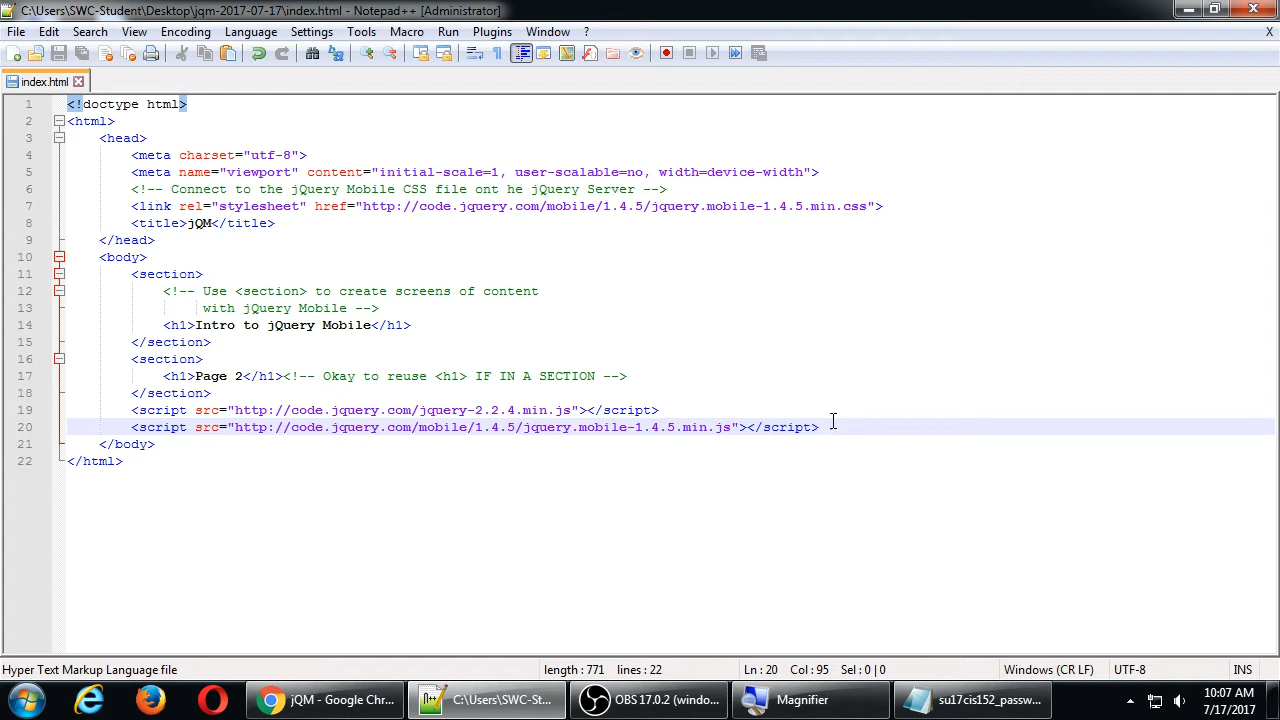 C:\Users\SWC-Student\Desktop\jqm-2017-07-17\index.html - Notepad++ [Administrator]
File Edit Search View Encoding Language Settings Tools Macro Run Plugins Window ? X
index.html
1 <!doctype html>
2 <html>
3 <head>
4 <meta charset="utf-8">
5 <meta name="viewport" content="initial-scale=1, user-scalable=no, width=device-width">
6 <!-- Connect to the jQuery Mobile CSS file ont he jQuery Server -->
7 <link rel="stylesheet" href="http://code.jquery.com/mobile/1.4.5/jquery.mobile-1.4.5.min.css">
8 <title>jQM</title>
9 </head>
10 <body>
11 <section>
12 <!-- Use <section> to create screens of content
13 with jQuery Mobile -->
14 <h1>Intro to jQuery Mobile</h1>
15 </section>
16 <section>
17 <h1>Page 2</h1><!-- Okay to reuse <h1> IF IN A SECTION -->
18 </section>
19 <script src="http://code.jquery.com/jquery-2.2.4.min.js"></script>
20 <script src="http://code.jquery.com/mobile/1.4.5/jquery.mobile-1.4.5.min.js"></script>
21 </body>
22 </html>
Hyper Text Markup Language file length : 771 lines : 22 Ln : 20 Col : 95 Sel : 0 | 0 Windows (CR LF) UTF-8 INS
jQM - Google Chr... C:\Users\SWC-St... OBS 17.0.2 (windo... Magnifier su17cis152_passw... 10:07 AM
7/17/2017